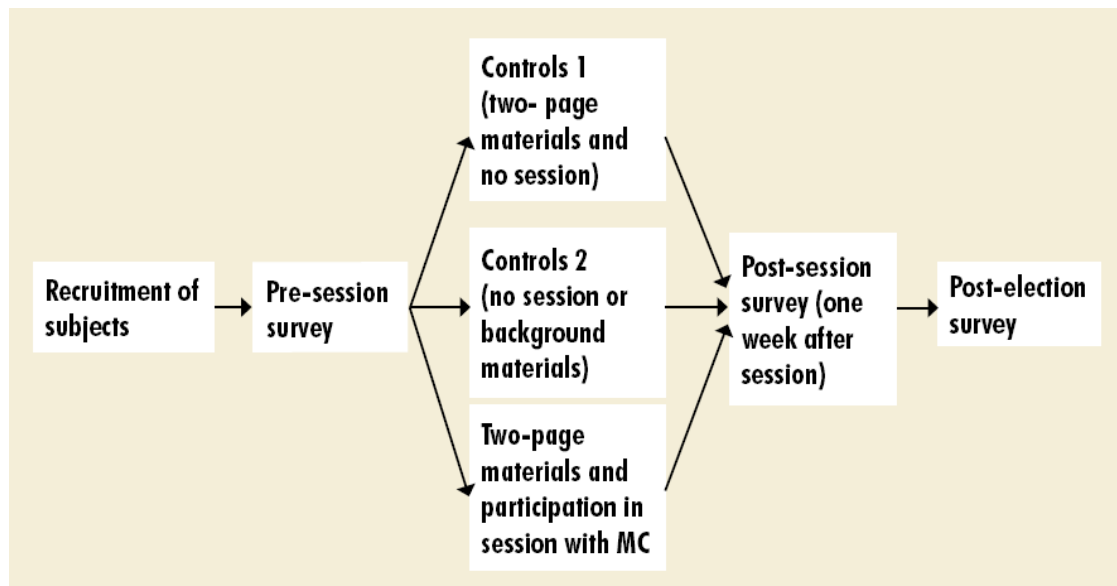 Recruitment of
subjects
Pre-session
survey
Controls 1
(two- page
materials and
no session)
Controls 2
(no session or
background
materials)
Two-page
materials and
participation in
session with MC
Post-session
survey (one
week after
session)
Post-election
survey